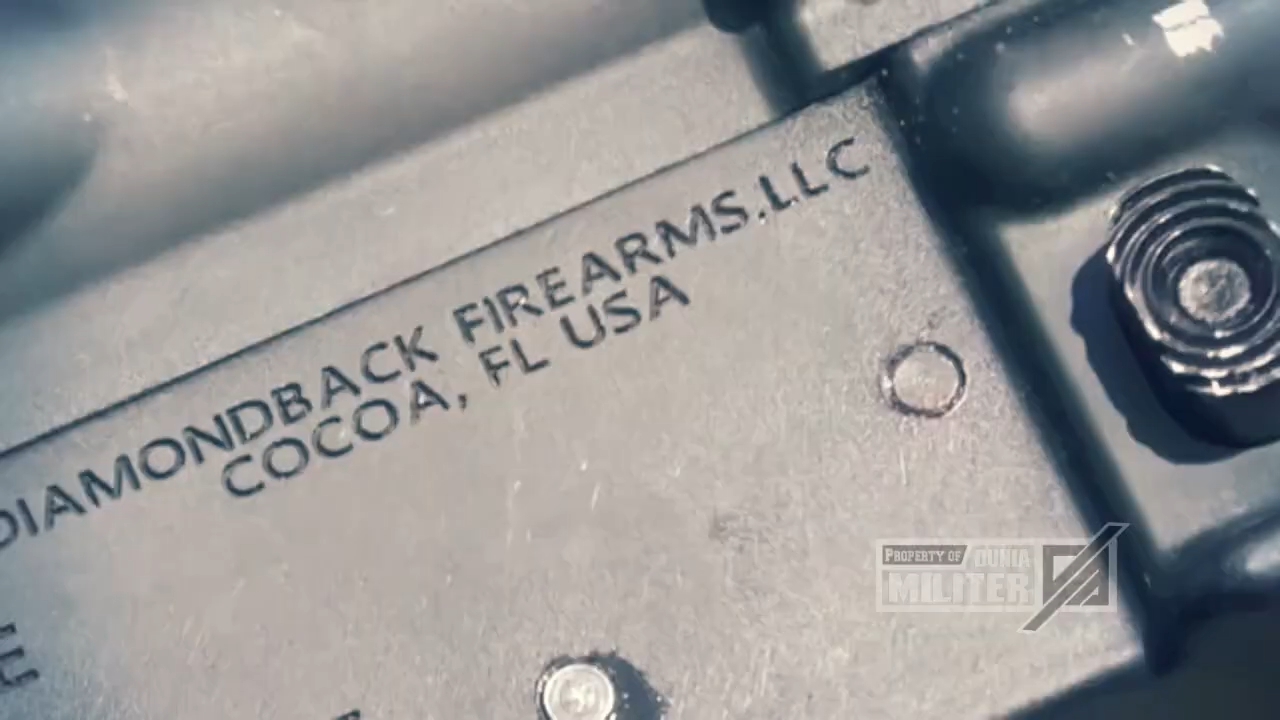 DIAMONDBACK FIREARMS.LLC
COCOA, FL USA
PROPERTY OF DUNIA
MILITER